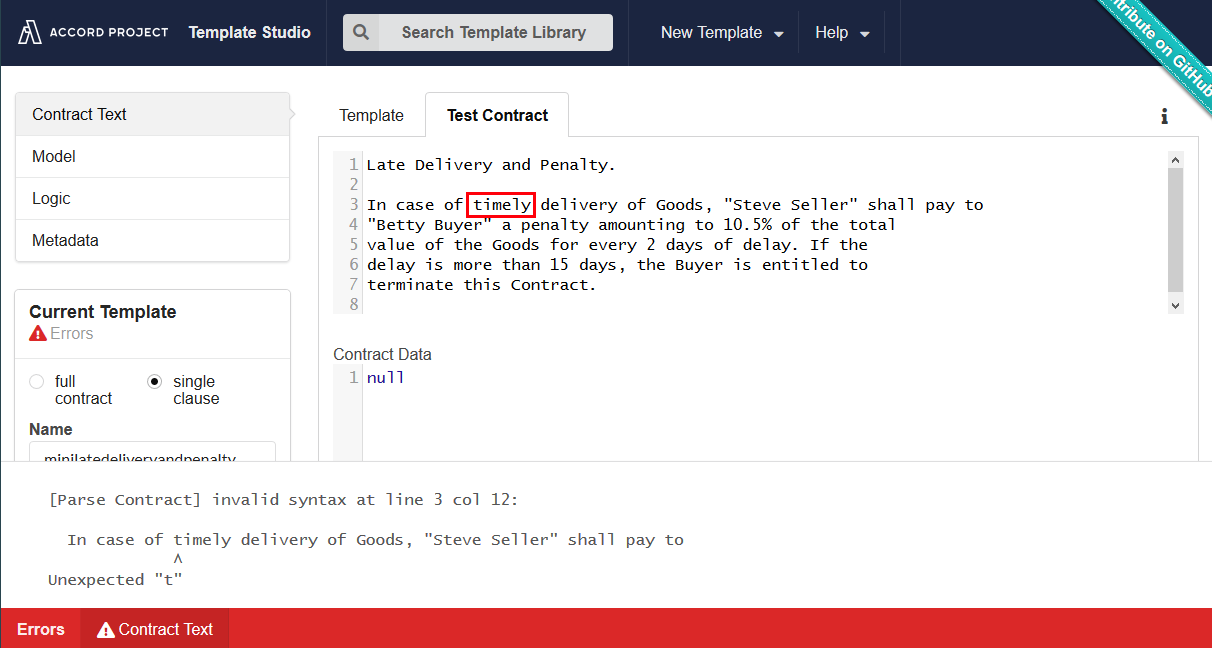 ACCORD PROJECT Template Studio Search Template Library New Template Help
Contribute on GitHub
Contract Text
Model
Logic
Metadata
Current Template
Errors
full contract
single clause
Name
minilatedeliveryandpenalty
Template Test Contract
1 Late Delivery and Penalty.
2
3 In case of timely delivery of Goods, "Steve Seller" shall pay to
4 "Betty Buyer" a penalty amounting to 10.5% of the total
5 value of the Goods for every 2 days of delay. If the
6 delay is more than 15 days, the Buyer is entitled to
7 terminate this Contract.
8
Contract Data
1 null
[Parse Contract] invalid syntax at line 3 col 12:
In case of timely delivery of Goods, "Steve Seller" shall pay to
^
Unexpected "t"
Errors Contract Text